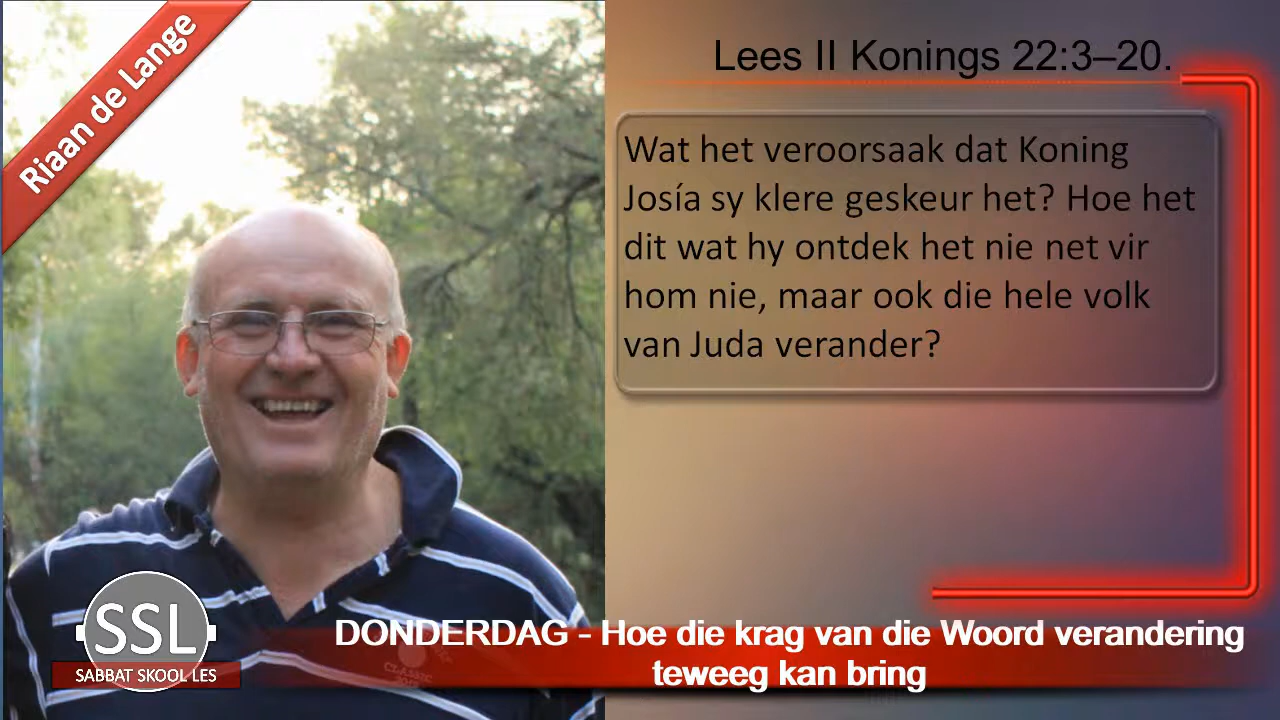 Riaan de Lange
Lees II Konings 22:3–20.
Wat het veroorsaak dat Koning
Josía sy klere geskeur het? Hoe het
dit wat hy ontdek het nie net vir
hom nie, maar ook die hele volk
van Juda verander?
SSL
SABBAT SKOOL LES
DONDERDAG - Hoe die krag van die Woord verandering
teweeg kan bring